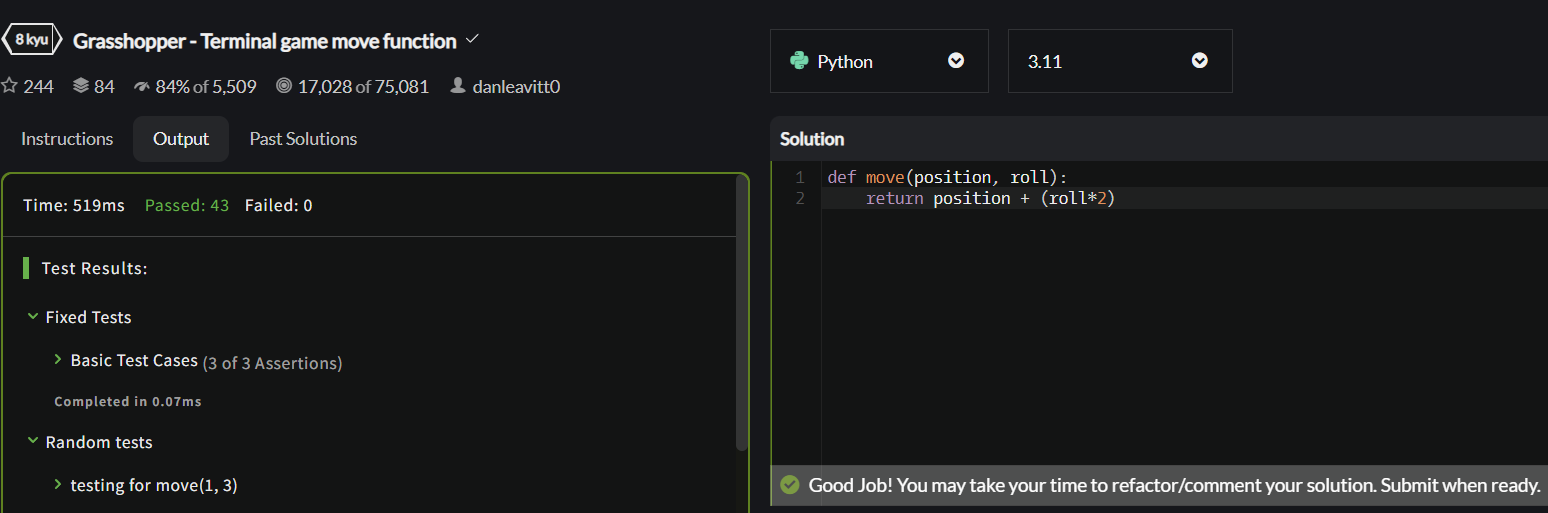 8 kyu
Grasshopper - Terminal game move function
244 84 84% of 5,509 17,028 of 75,081 danleavitt0
Instructions Output Past Solutions
Time: 519ms Passed: 43 Failed: 0
Test Results:
Fixed Tests
Basic Test Cases (3 of 3 Assertions)
Completed in 0.07ms
Random tests
testing for move(1, 3)
Python 3.11
Solution
1 def move(position, roll):
2 return position + (roll*2)
Good Job! You may take your time to refactor/comment your solution. Submit when ready.